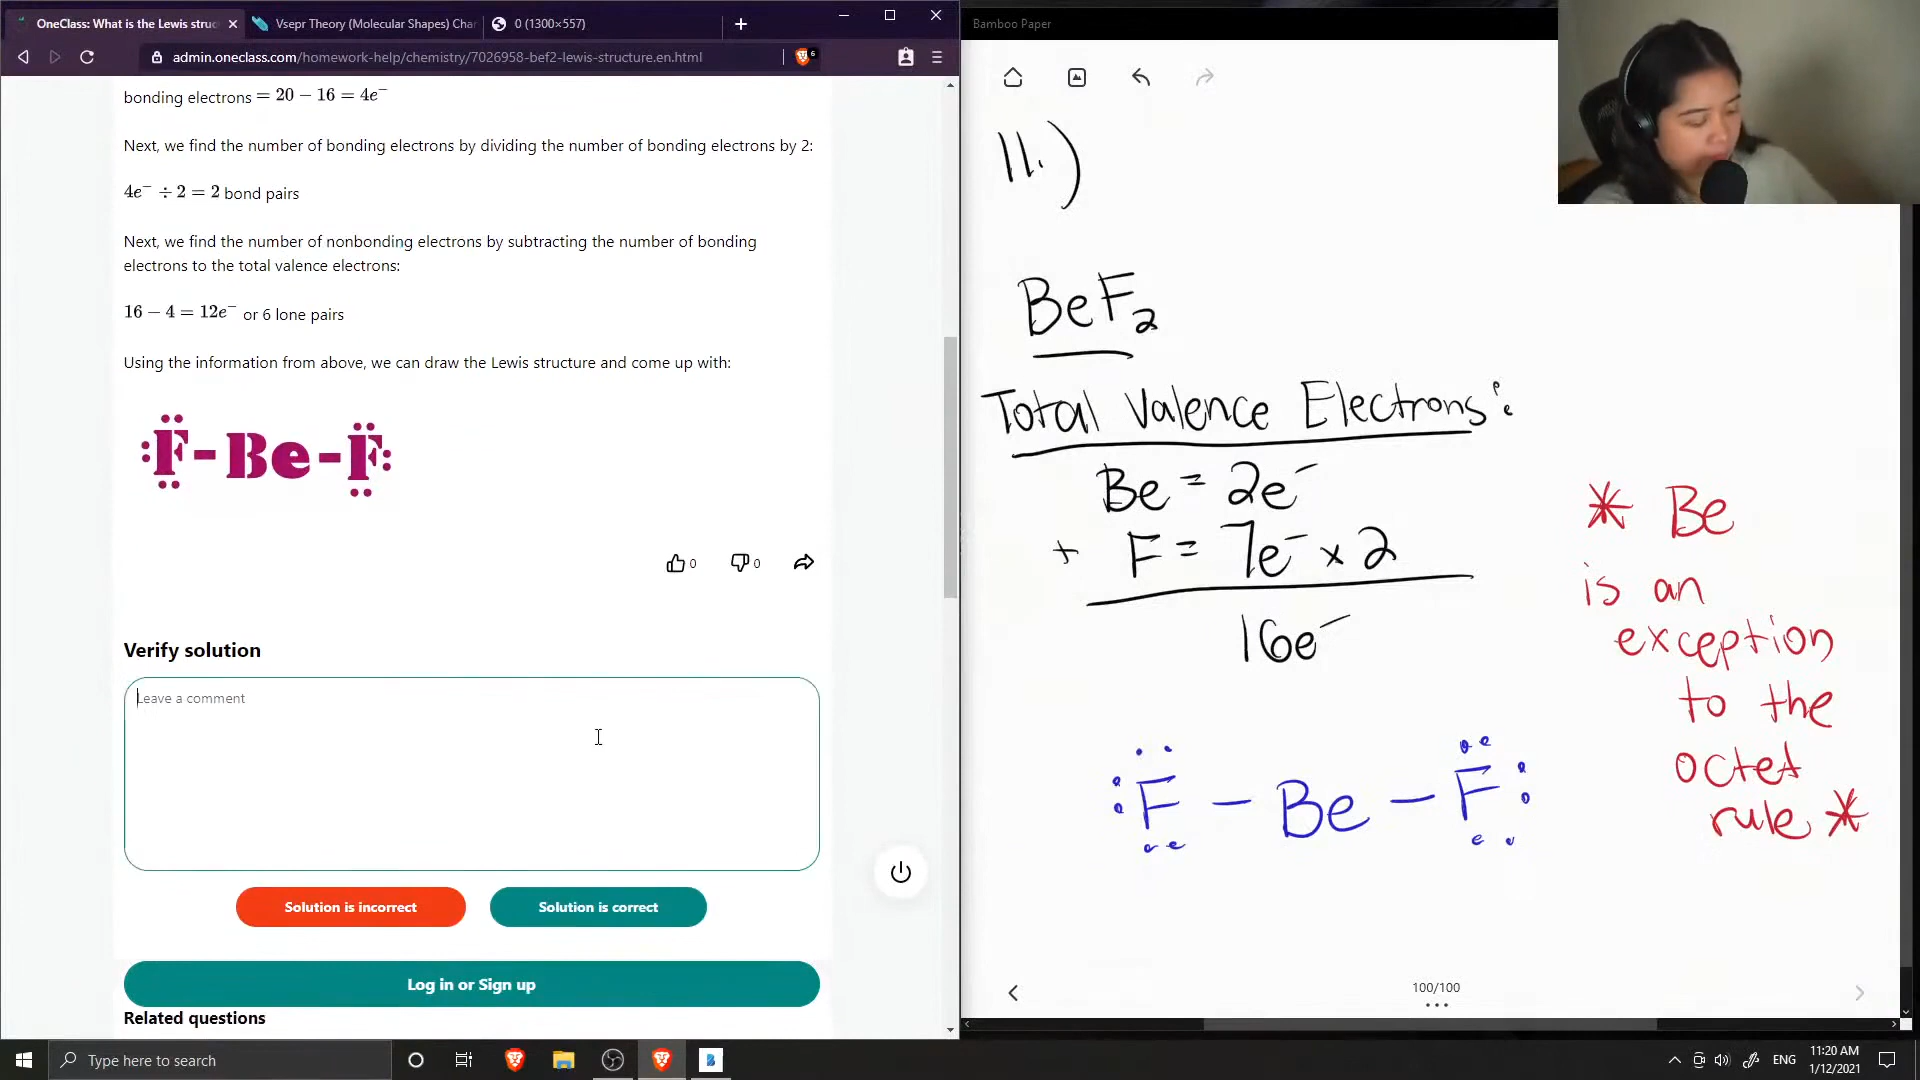 OneClass: What is the Lewis struc
Vsepr Theory (Molecular Shapes) Cha
0 (1300×557)
admin.oneclass.com/homework-help/chemistry/7026958-bef2-lewis-structure.en.html
6
bonding electrons = 20 − 16 = 4e⁻
Next, we find the number of bonding electrons by dividing the number of bonding electrons by 2:
4e⁻ ÷ 2 = 2 bond pairs
Next, we find the number of nonbonding electrons by subtracting the number of bonding
electrons to the total valence electrons:
16 − 4 = 12e⁻ or 6 lone pairs
Using the information from above, we can draw the Lewis structure and come up with:
F-Be-F
0
0
Verify solution
Leave a comment
Solution is incorrect
Solution is correct
Log in or Sign up
Related questions
Bamboo Paper
11.)
BeF₂
Total Valence Electrons:
Be = 2e⁻
+ F = 7e⁻ × 2
16e⁻
F — Be — F
* Be
is an
exception
to the
octet
rule *
100/100
Type here to search
ENG
11:20 AM
1/12/2021